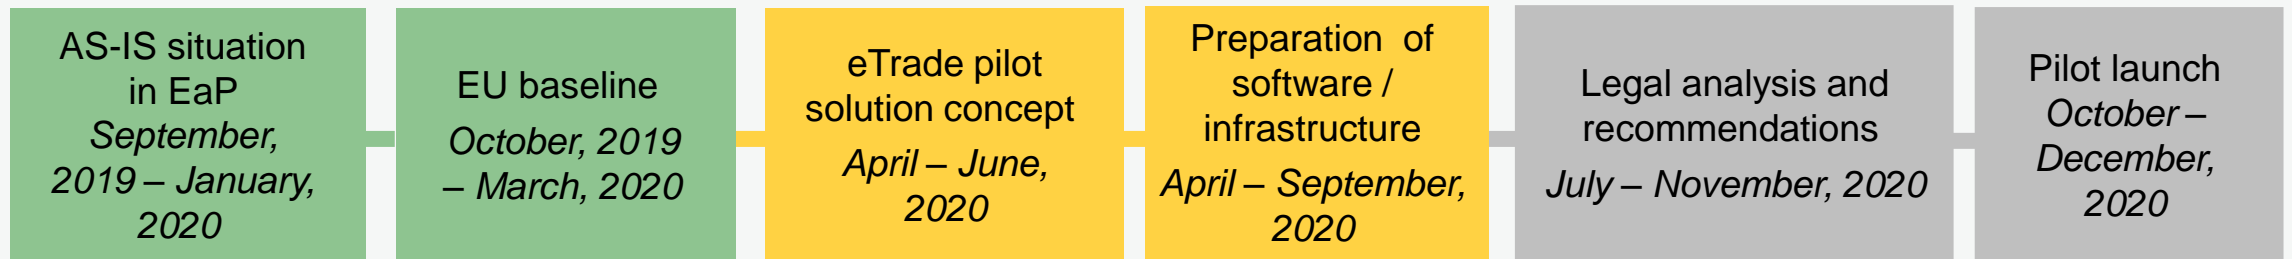 AS-IS situation
in EaP
September,
2019 – January,
2020
EU baseline
October, 2019
– March, 2020
eTrade pilot
solution concept
April – June,
2020
Preparation of
software /
infrastructure
April – September,
2020
Legal analysis and
recommendations
July – November, 2020
Pilot launch
October –
December,
2020